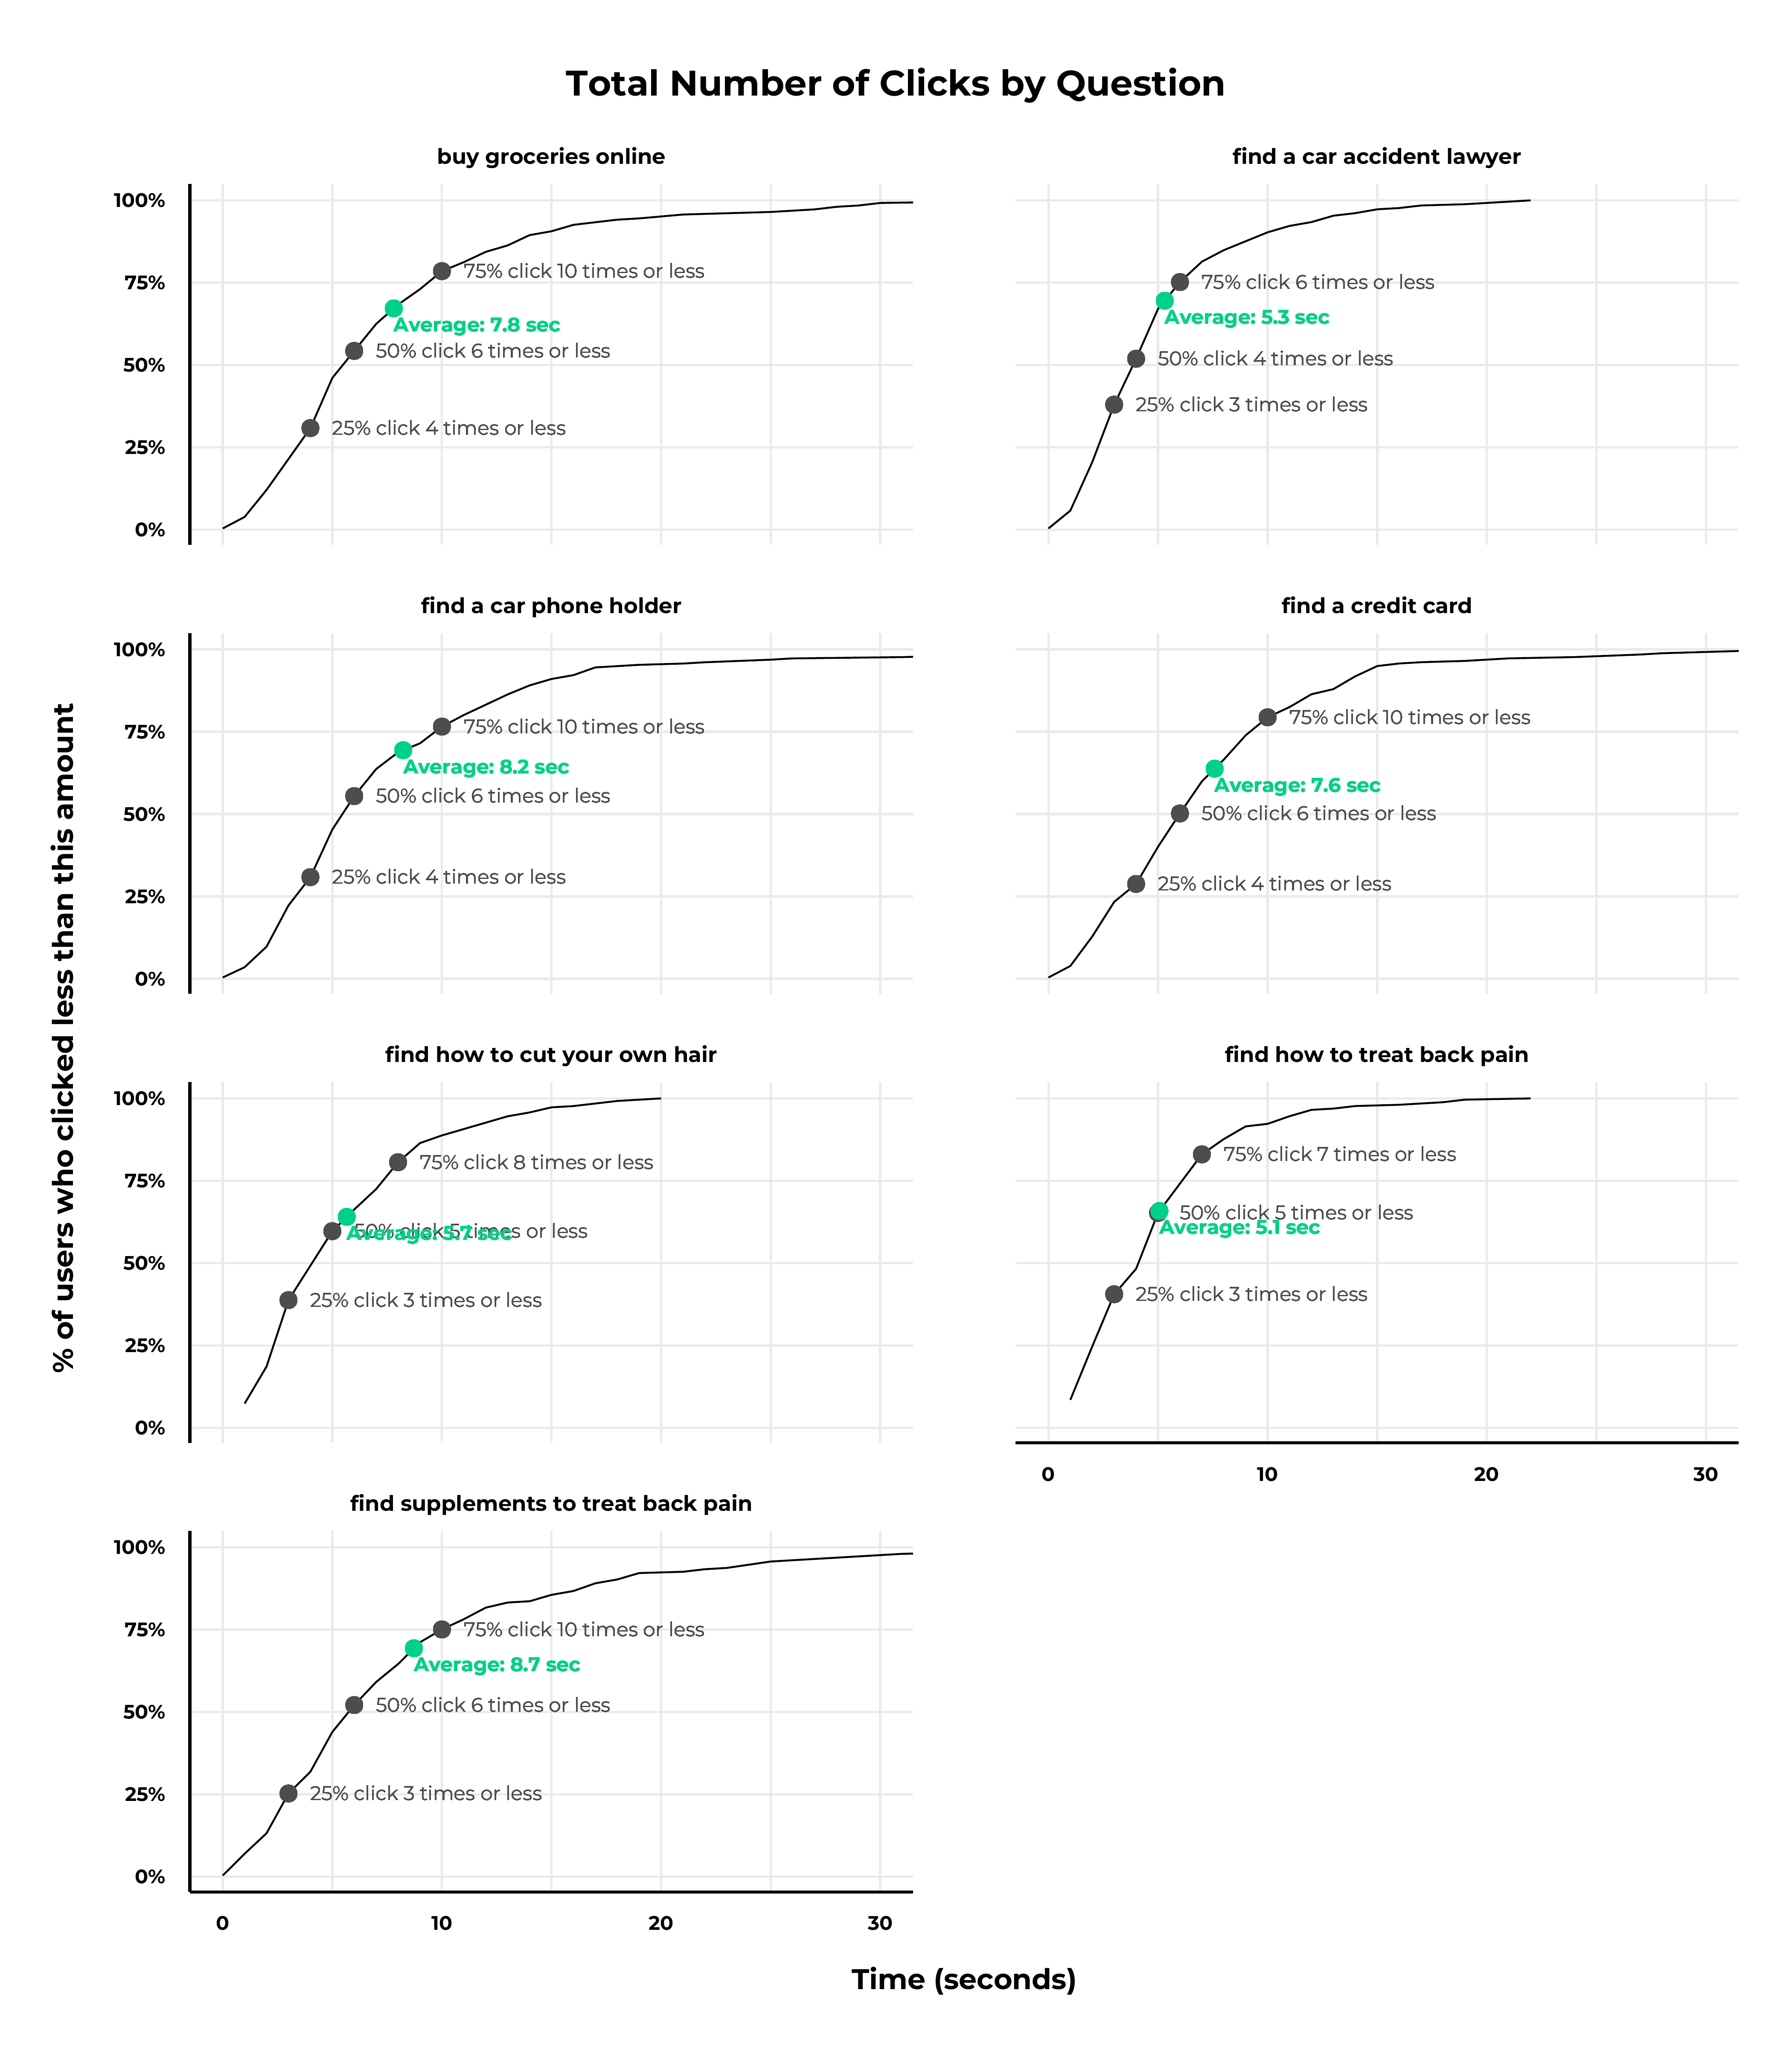 Total Number of Clicks by Question
buy groceries online
100%
75%
50%
25%
0%
75% click 10 times or less
Average: 7.8 sec
50% click 6 times or less
25% click 4 times or less
find a car accident lawyer
75% click 6 times or less
Average: 5.3 sec
50% click 4 times or less
25% click 3 times or less
find a car phone holder
100%
75%
50%
25%
0%
75% click 10 times or less
Average: 8.2 sec
50% click 6 times or less
25% click 4 times or less
find a credit card
75% click 10 times or less
Average: 7.6 sec
50% click 6 times or less
25% click 4 times or less
% of users who clicked less than this amount
find how to cut your own hair
100%
75%
50%
25%
0%
75% click 8 times or less
50% click 5 times or less
Average: 5.7 sec
25% click 3 times or less
find how to treat back pain
75% click 7 times or less
50% click 5 times or less
Average: 5.1 sec
25% click 3 times or less
0 10 20 30
find supplements to treat back pain
100%
75%
50%
25%
0%
75% click 10 times or less
Average: 8.7 sec
50% click 6 times or less
25% click 3 times or less
0 10 20 30
Time (seconds)